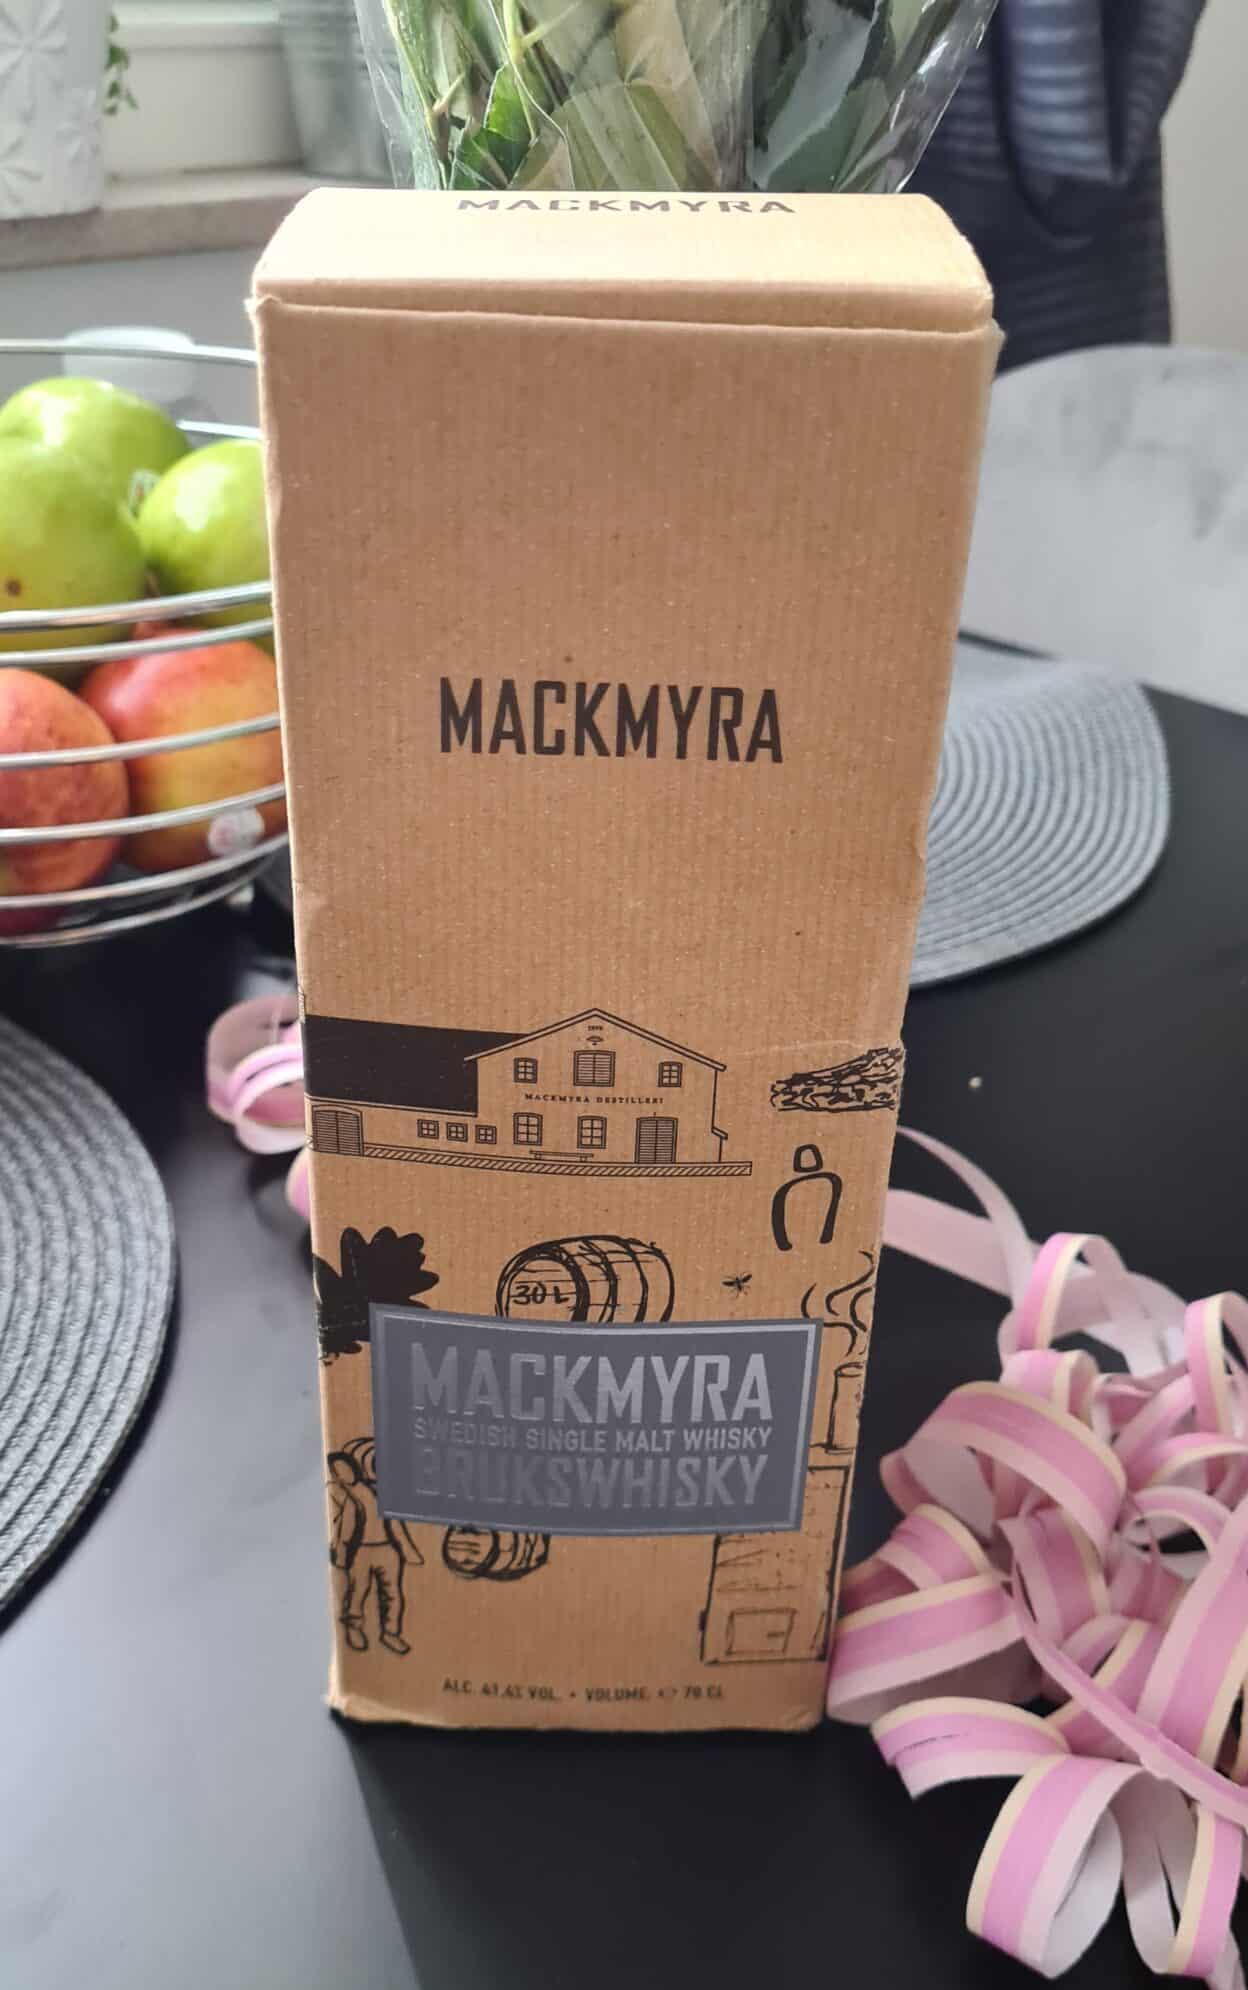 MACKMYRA
MACKMYRA
MACKMYRA DESTILLERI
30 L
MACKMYRA
SWEDISH SINGLE MALT WHISKY
BRUKSWHISKY
ALC. 41,4% VOL. • VOLUME. 70 CL